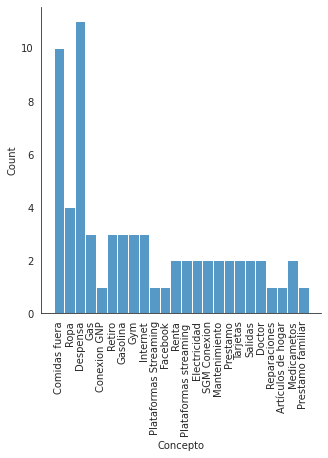 Count
10
8
6
4
2
0
Comidas fuera
Ropa
Despensa
Gas
Conexion GNP
Retiro
Gasolina
Gym
Internet
Plataformas Streaming
Facebook
Renta
Plataformas streaming
Electricidad
SGM Conexion
Mantenimiento
Prestamo
Tarjetas
Salidas
Doctor
Reparaciones
Artículos de hogar
Medicametos
Prestamo familiar
Concepto